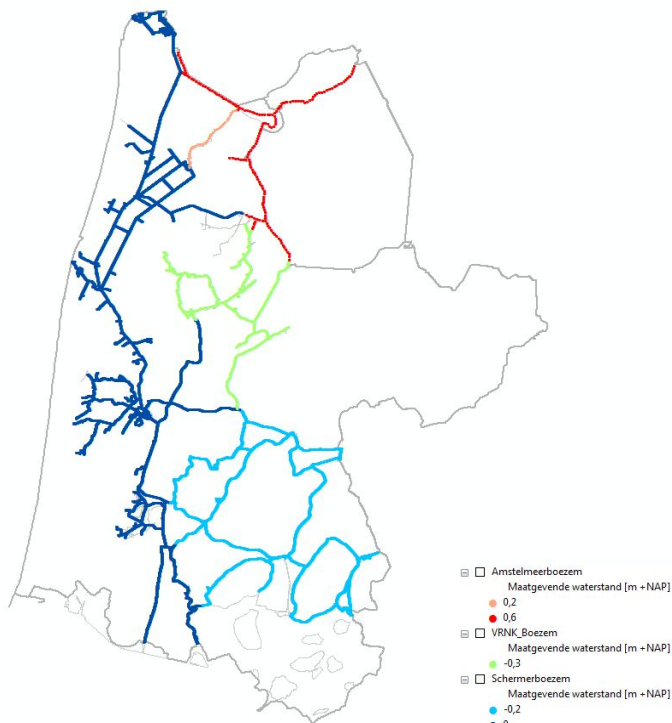 Amstelmeerboezem
Maatgevende waterstand [m +NAP]
0,2
0,6
VRNK_Boezem
Maatgevende waterstand [m +NAP]
-0,3
Schermerboezem
Maatgevende waterstand [m +NAP]
-0,2
0